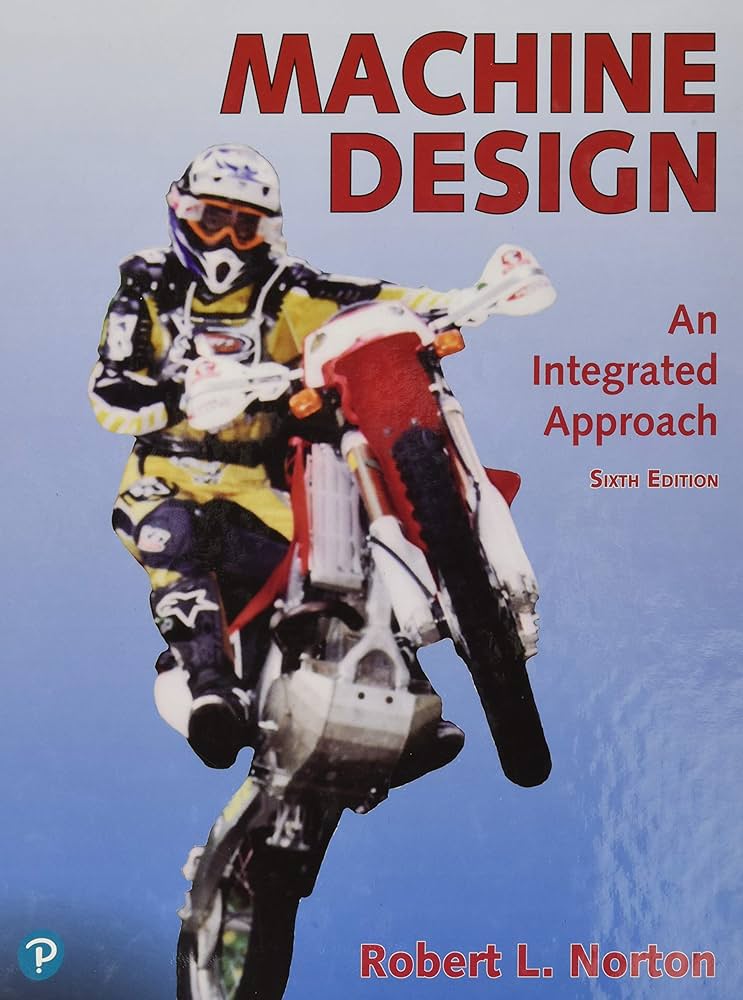 MACHINE
DESIGN
An
Integrated
Approach
SIXTH EDITION
Robert L. Norton
P